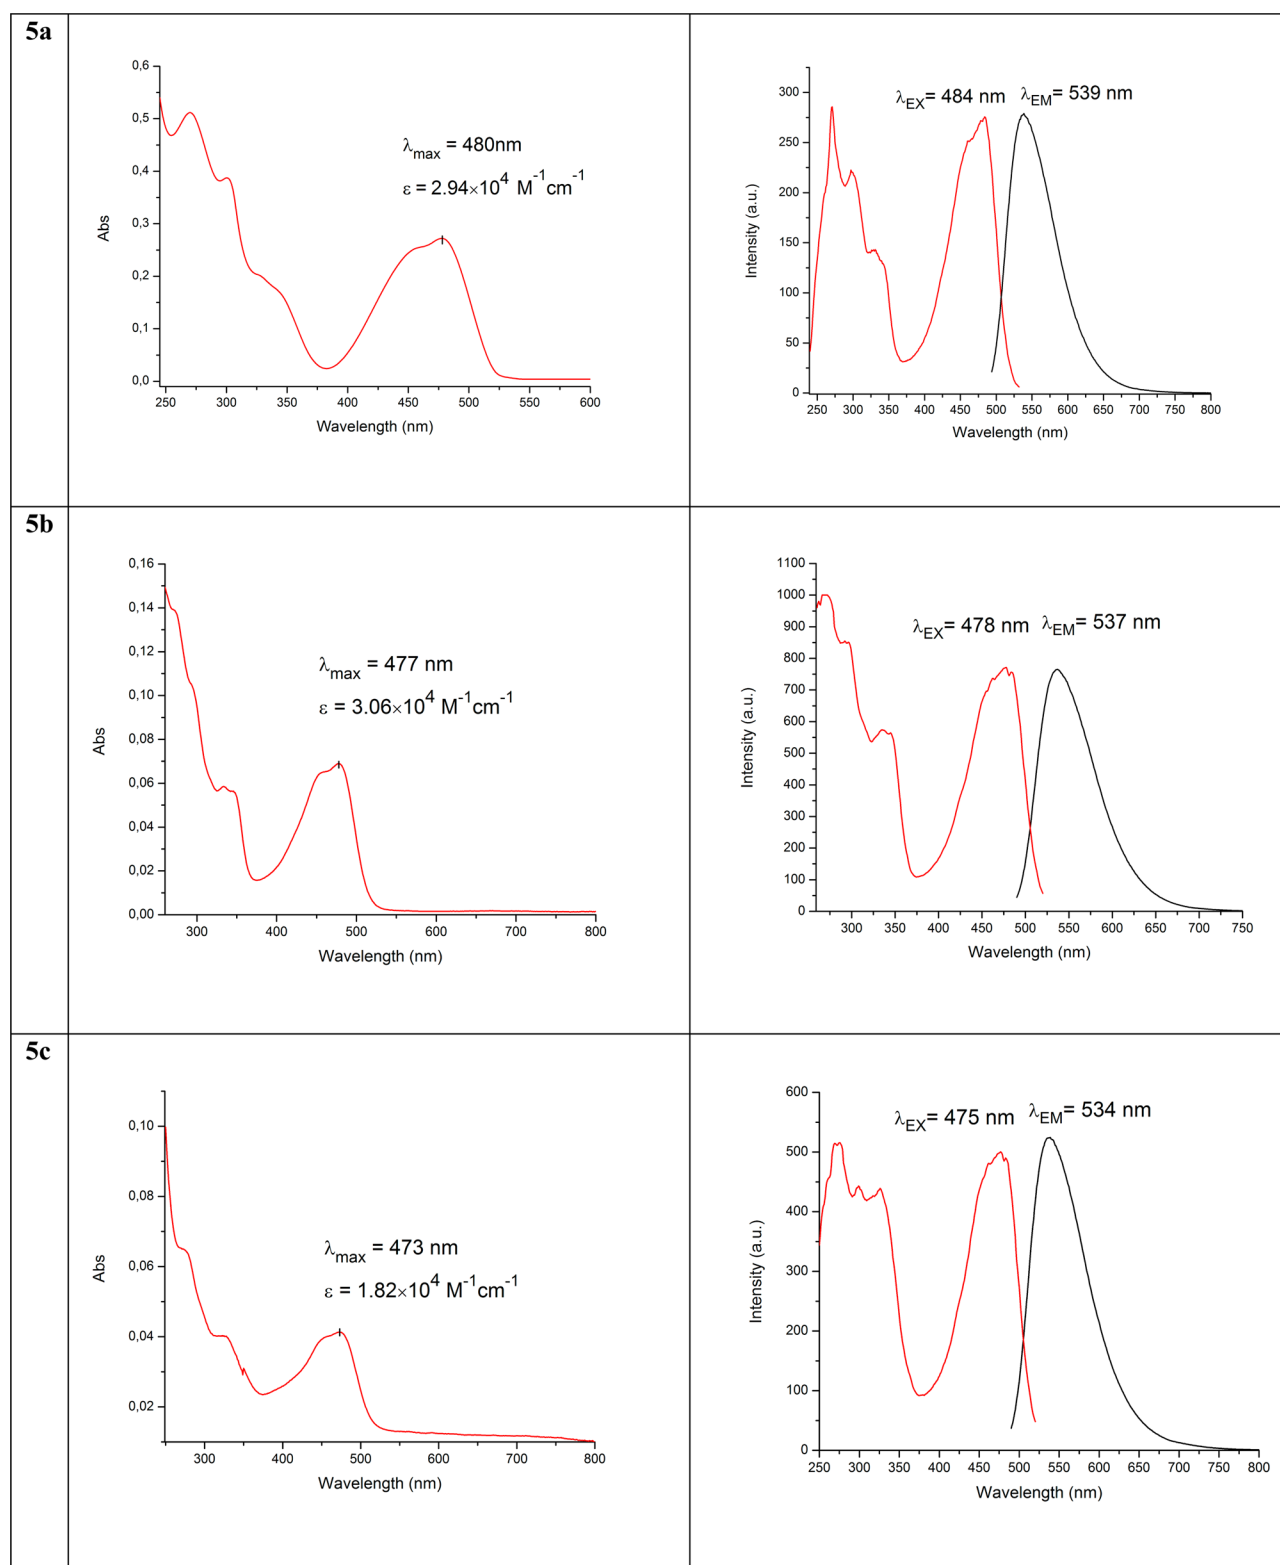 5a
0,6
0,5
0,4
0,3
0,2
0,1
0,0
Abs
λmax = 480nm
ε = 2.94×10^4 M^-1cm^-1
250 300 350 400 450 500 550 600
Wavelength (nm)
300
250
200
150
100
50
0
Intensity (a.u.)
λEX= 484 nm λEM= 539 nm
250 300 350 400 450 500 550 600 650 700 750 800
Wavelength (nm)
5b
0,16
0,14
0,12
0,10
0,08
0,06
0,04
0,02
0,00
Abs
λmax = 477 nm
ε = 3.06×10^4 M^-1cm^-1
300 400 500 600 700 800
Wavelength (nm)
1100
1000
900
800
700
600
500
400
300
200
100
0
Intensity (a.u.)
λEX= 478 nm λEM= 537 nm
300 350 400 450 500 550 600 650 700 750
Wavelength (nm)
5c
0,10
0,08
0,06
0,04
0,02
Abs
λmax = 473 nm
ε = 1.82×10^4 M^-1cm^-1
300 400 500 600 700 800
Wavelength (nm)
600
500
400
300
200
100
0
Intensity (a.u.)
λEX= 475 nm λEM= 534 nm
250 300 350 400 450 500 550 600 650 700 750 800
Wavelength (nm)